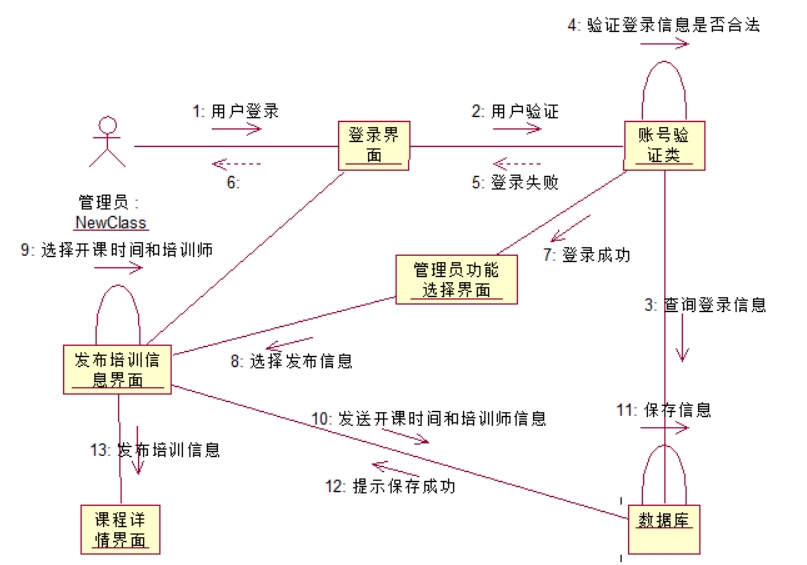 4: 验证登录信息是否合法
1: 用户登录
2: 用户验证
登录界
面
账号验
证类
6:
5: 登录失败
管理员 :
NewClass
9: 选择开课时间和培训师
7: 登录成功
管理员功能
选择界面
3: 查询登录信息
发布培训信
息界面
8: 选择发布信息
10: 发送开课时间和培训师信息
11: 保存信息
13: 发布培训信息
12: 提示保存成功
课程详
情界面
数据库